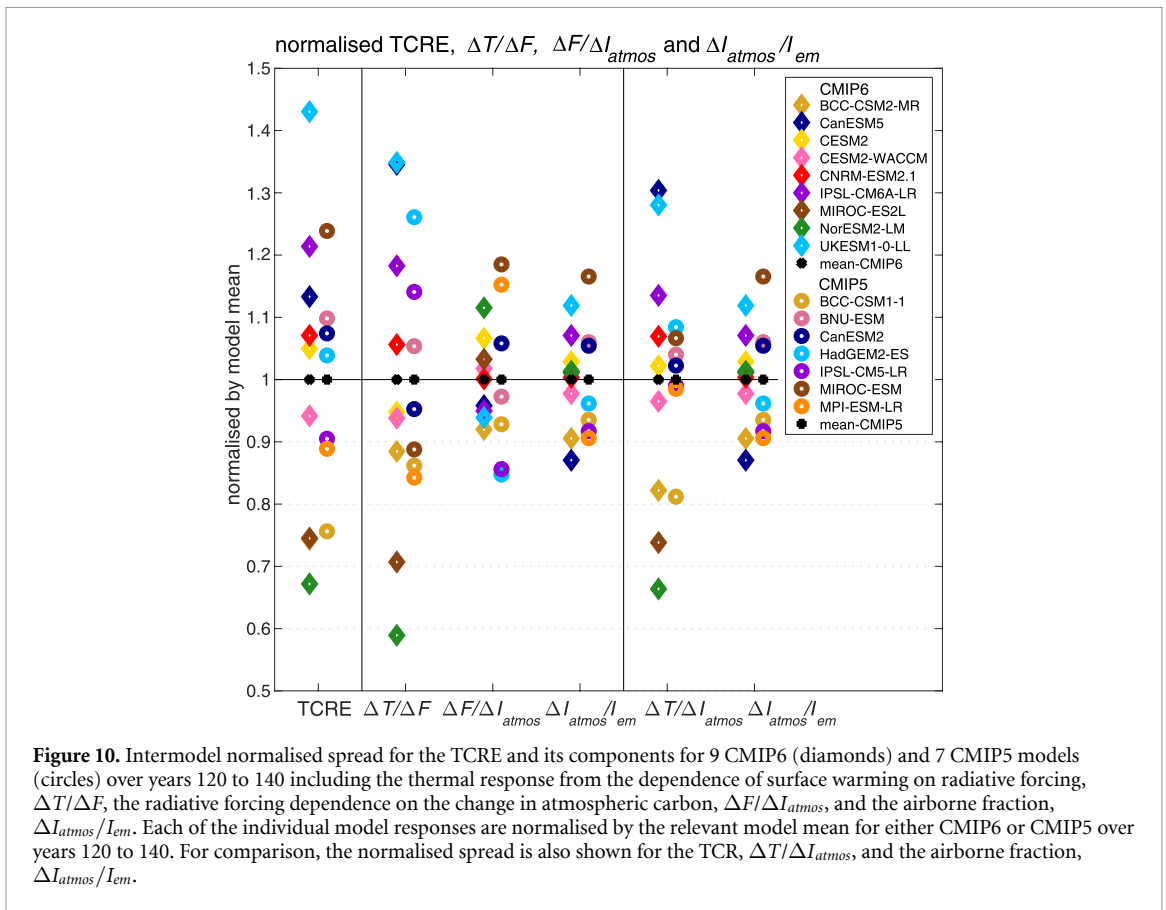 normalised TCRE, ΔT/ΔF, ΔF/ΔI_atmos and ΔI_atmos/I_em
normalised by model mean
1.5
1.4
1.3
1.2
1.1
1
0.9
0.8
0.7
0.6
0.5
CMIP6
BCC-CSM2-MR
CanESM5
CESM2
CESM2-WACCM
CNRM-ESM2.1
IPSL-CM6A-LR
MIROC-ES2L
NorESM2-LM
UKESM1-0-LL
mean-CMIP6
CMIP5
BCC-CSM1-1
BNU-ESM
CanESM2
HadGEM2-ES
IPSL-CM5-LR
MIROC-ESM
MPI-ESM-LR
mean-CMIP5
TCRE ΔT/ΔF ΔF/ΔI_atmos ΔI_atmos/I_em ΔT/ΔI_atmos ΔI_atmos/I_em
Figure 10. Intermodel normalised spread for the TCRE and its components for 9 CMIP6 (diamonds) and 7 CMIP5 models
(circles) over years 120 to 140 including the thermal response from the dependence of surface warming on radiative forcing,
ΔT/ΔF, the radiative forcing dependence on the change in atmospheric carbon, ΔF/ΔI_atmos, and the airborne fraction,
ΔI_atmos/I_em. Each of the individual model responses are normalised by the relevant model mean for either CMIP6 or CMIP5 over
years 120 to 140. For comparison, the normalised spread is also shown for the TCR, ΔT/ΔI_atmos, and the airborne fraction,
ΔI_atmos/I_em.